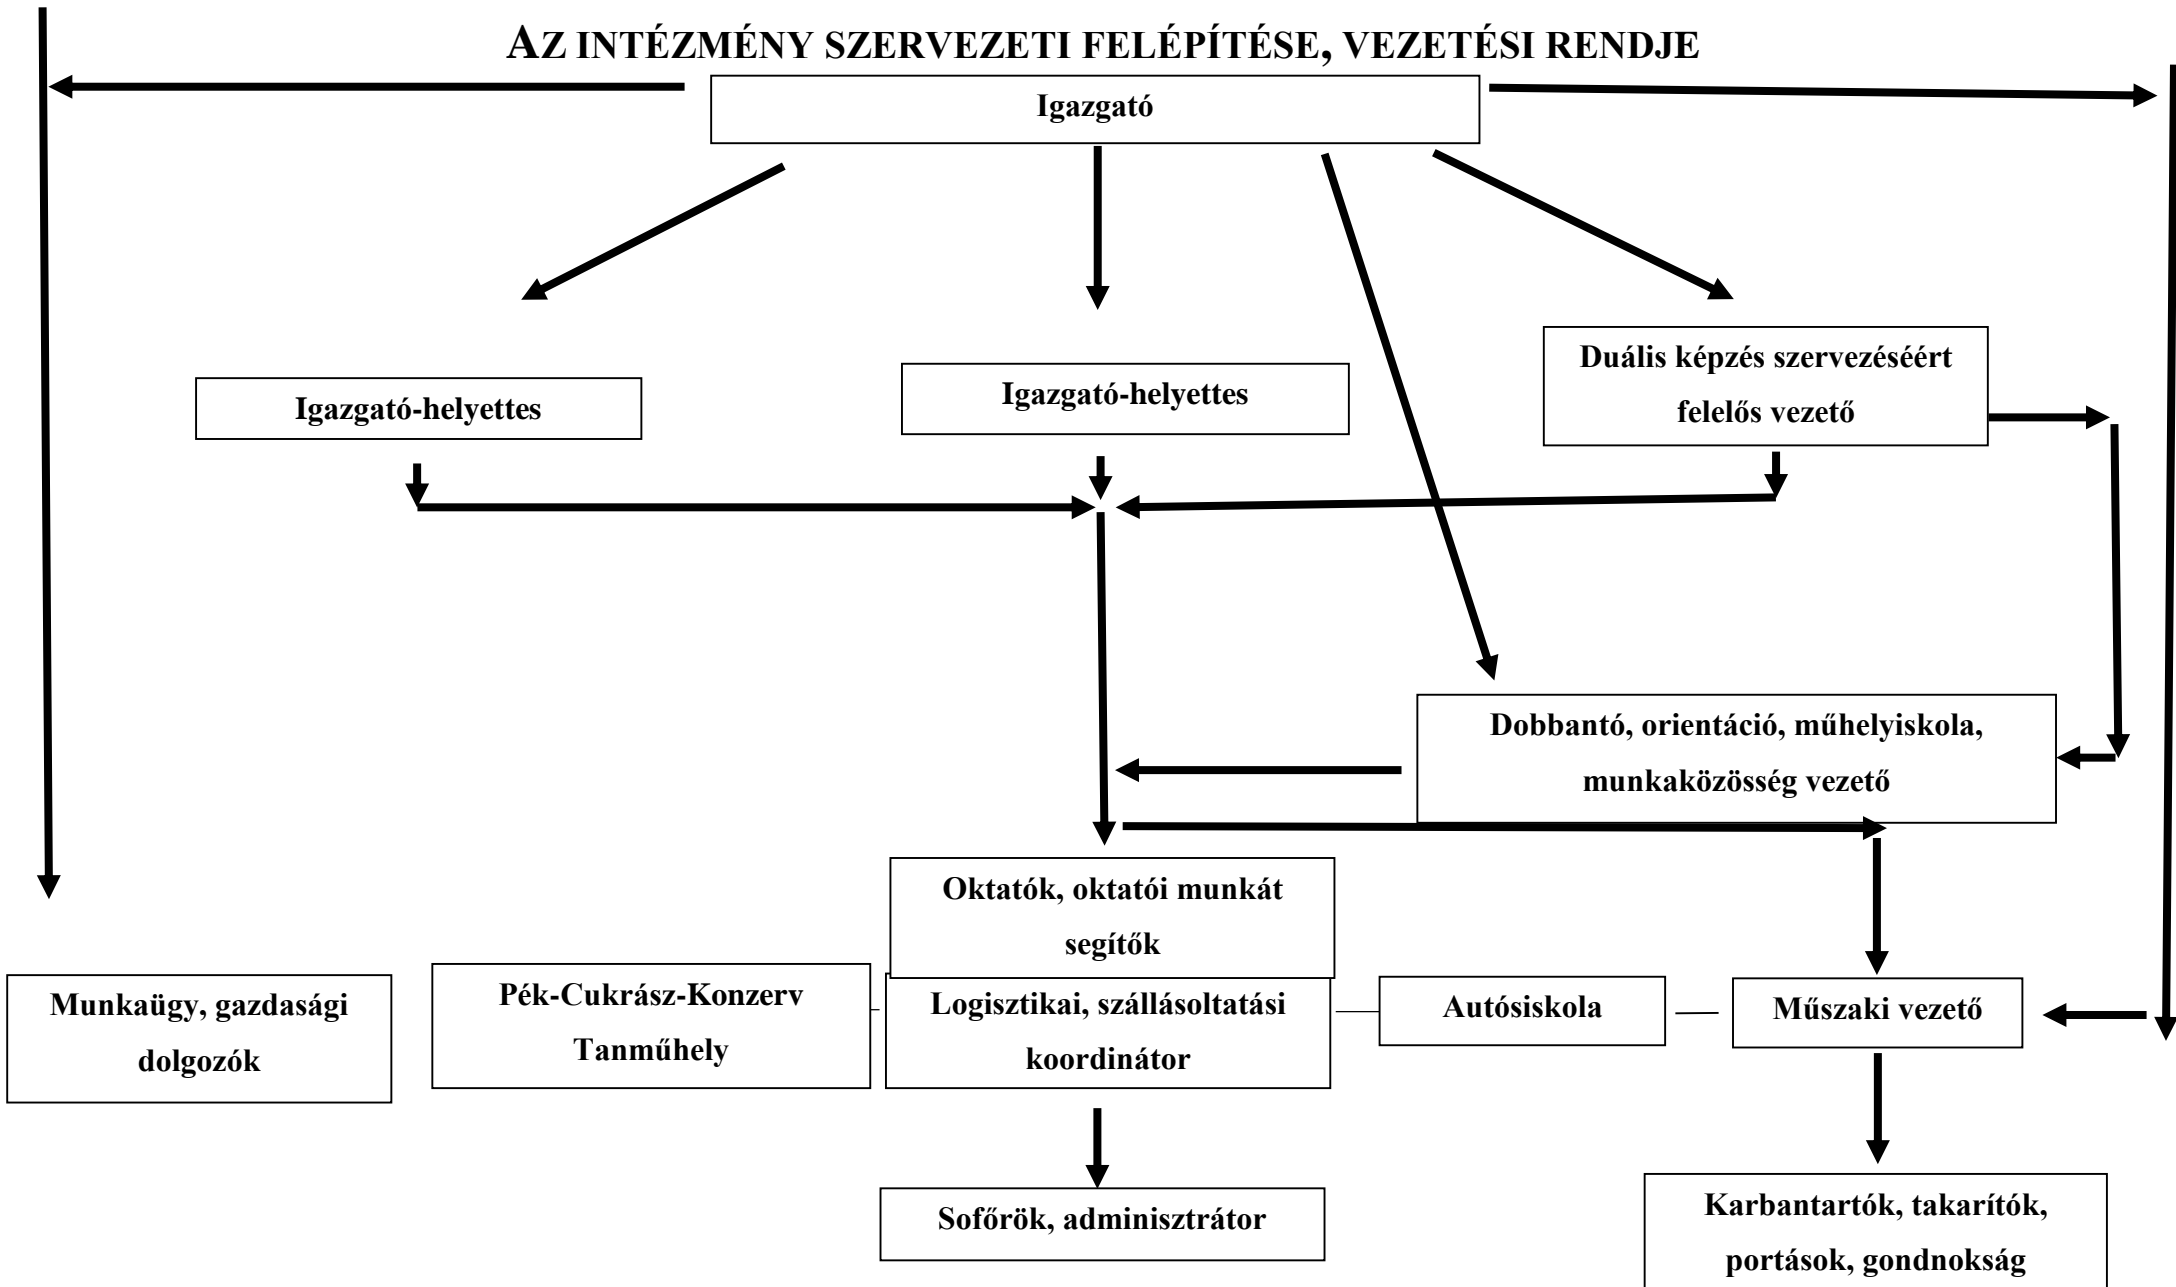 AZ INTÉZMÉNY SZERVEZETI FELÉPÍTÉSE, VEZETÉSI RENDJE
Igazgató
Igazgató-helyettes
Igazgató-helyettes
Duális képzés szervezéséért
felelős vezető
Dobbantó, orientáció, műhelyiskola,
munkaközösség vezető
Oktatók, oktatói munkát
segítők
Munkaügy, gazdasági
dolgozók
Pék-Cukrász-Konzerv
Tanműhely
Logisztikai, szállásoltatási
koordinátor
Autósiskola
Műszaki vezető
Sofőrök, adminisztrátor
Karbantartók, takarítók,
portások, gondnokság